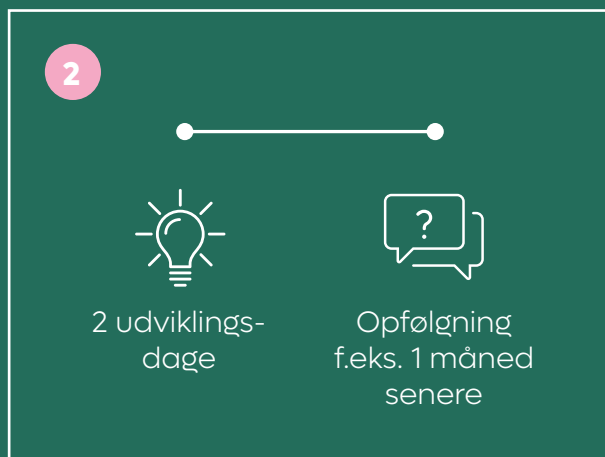 2
?
2 udviklings-
dage
Opfølgning
f.eks. 1 måned
senere